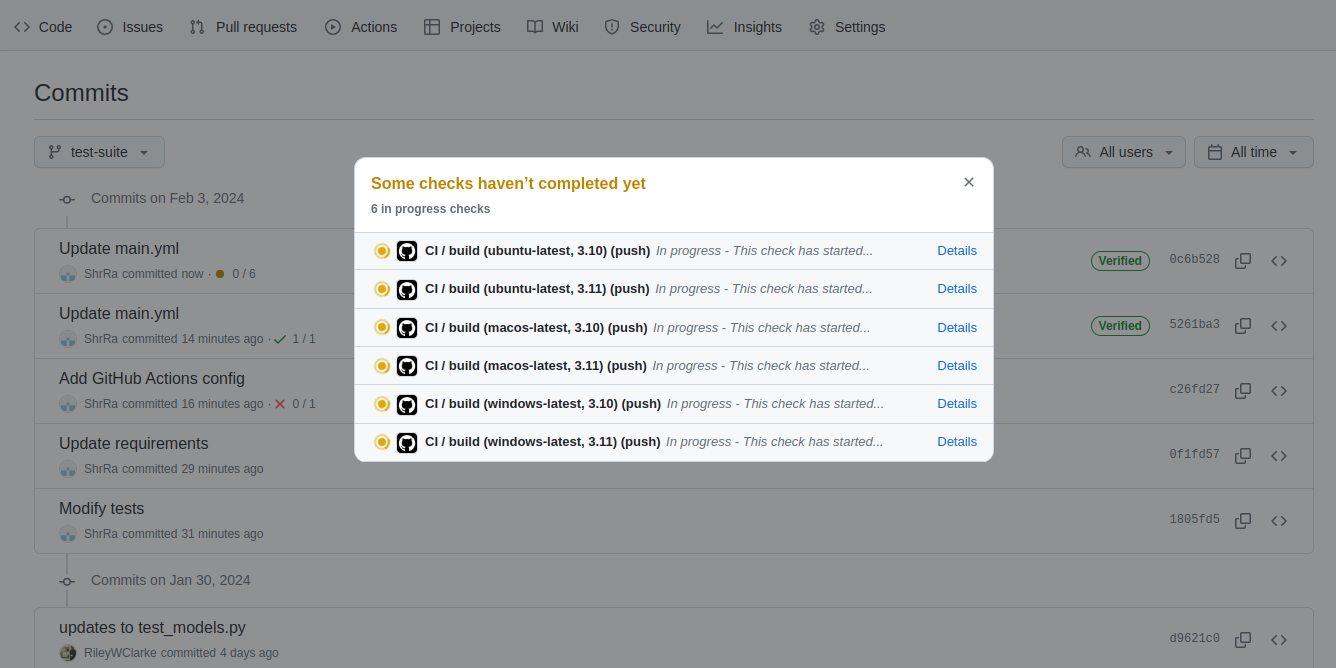 Code Issues Pull requests Actions Projects Wiki Security Insights Settings
Commits
test-suite All users All time
Commits on Feb 3, 2024
Update main.yml
ShrRa committed now · 0 / 6
Verified 0c6b528
Update main.yml
ShrRa committed 14 minutes ago · 1 / 1
Verified 5261ba3
Add GitHub Actions config
ShrRa committed 16 minutes ago · 0 / 1
c26fd27
Update requirements
ShrRa committed 29 minutes ago
0f1fd57
Modify tests
ShrRa committed 31 minutes ago
1805fd5
Commits on Jan 30, 2024
updates to test_models.py
RileyWClarke committed 4 days ago
d9621c0
Some checks haven’t completed yet
6 in progress checks
CI / build (ubuntu-latest, 3.10) (push) In progress - This check has started... Details
CI / build (ubuntu-latest, 3.11) (push) In progress - This check has started... Details
CI / build (macos-latest, 3.10) (push) In progress - This check has started... Details
CI / build (macos-latest, 3.11) (push) In progress - This check has started... Details
CI / build (windows-latest, 3.10) (push) In progress - This check has started... Details
CI / build (windows-latest, 3.11) (push) In progress - This check has started... Details